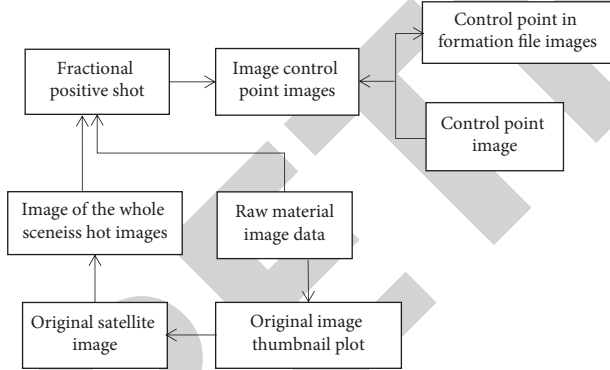 Fractional
positive shot
Image control
point images
Control point in
formation file images
Control point
image
Image of the whole
sceneiss hot images
Raw material
image data
Original satellite
image
Original image
thumbnail plot